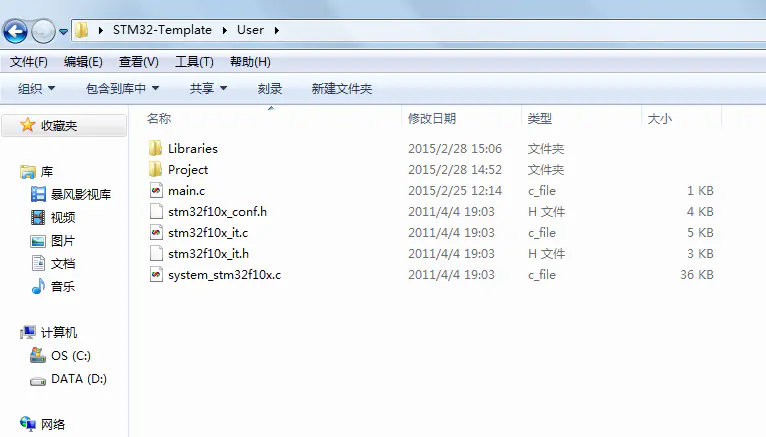 STM32-Template User
文件(F) 编辑(E) 查看(V) 工具(T) 帮助(H)
组织 包含到库中 共享 刻录 新建文件夹
收藏夹
库
暴风影视库
视频
图片
文档
音乐
计算机
OS (C:)
DATA (D:)
网络
名称 修改日期 类型 大小
Libraries 2015/2/28 15:06 文件夹
Project 2015/2/28 14:52 文件夹
main.c 2015/2/25 12:14 c_file 1 KB
stm32f10x_conf.h 2011/4/4 19:03 H 文件 4 KB
stm32f10x_it.c 2011/4/4 19:03 c_file 5 KB
stm32f10x_it.h 2011/4/4 19:03 H 文件 3 KB
system_stm32f10x.c 2011/4/4 19:03 c_file 36 KB